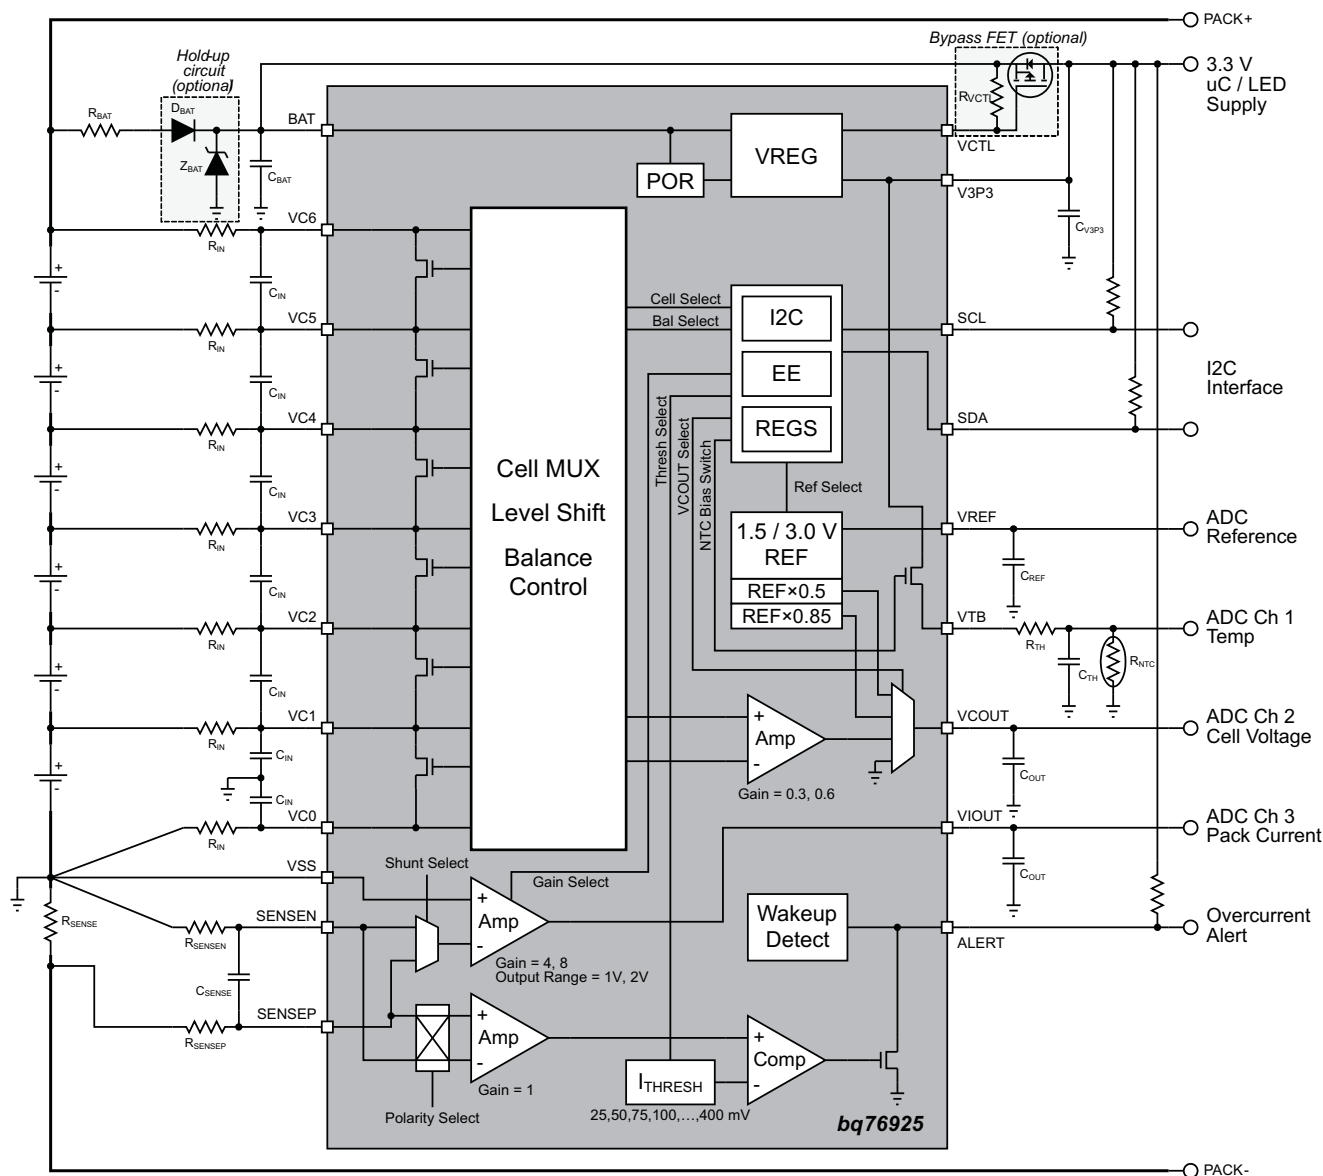 PACK+
Bypass FET (optional)
Hold-up
circuit
(optional)
3.3 V
uC / LED
Supply
RBAT
DBAT
ZBAT
CBAT
BAT
VREG
POR
RVCTL
VCTL
V3P3
CV3P3
VC6
RIN
+
-
CIN
VC5
RIN
+
-
CIN
VC4
RIN
+
-
CIN
VC3
RIN
+
-
CIN
VC2
RIN
+
-
CIN
VC1
RIN
+
-
CIN
CIN
VC0
RIN
Cell MUX
Level Shift
Balance
Control
Cell Select
Bal Select
I2C
EE
REGS
SCL
SDA
I2C
Interface
Thresh Select
VCOUT Select
NTC Bias Switch
Ref Select
1.5 / 3.0 V
REF
REF×0.5
REF×0.85
VREF
CREF
ADC
Reference
VTB
RTH
CTH
RNTC
ADC Ch 1
Temp
+
Amp
-
Gain = 0.3, 0.6
VCOUT
COUT
ADC Ch 2
Cell Voltage
VIOUT
COUT
ADC Ch 3
Pack Current
VSS
Shunt Select
Gain Select
+
Amp
-
Gain = 4, 8
Output Range = 1V, 2V
RSENSE
RSENSEN
SENSEN
CSENSE
RSENSEP
SENSEP
Wakeup
Detect
ALERT
Overcurrent
Alert
+
Amp
-
Gain = 1
Polarity Select
ITHRESH
25,50,75,100,...,400 mV
+
Comp
-
bq76925
PACK-